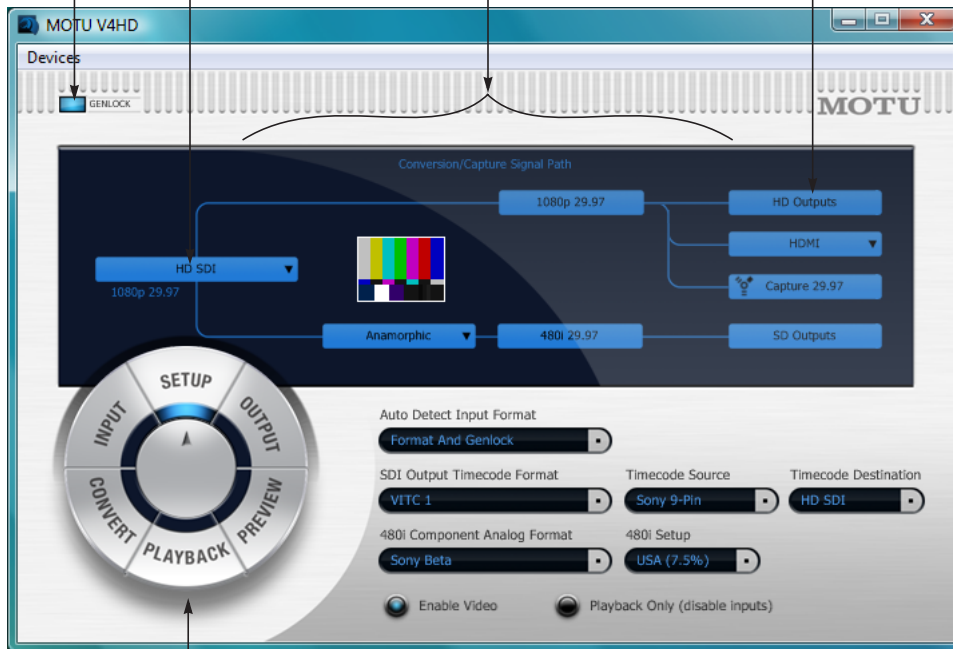 MOTU V4HD
Devices
GENLOCK
MOTU
Conversion/Capture Signal Path
1080p 29.97
HD Outputs
HDMI
HD SDI
1080p 29.97
Capture 29.97
Anamorphic
480i 29.97
SD Outputs
SETUP
INPUT
OUTPUT
CONVERT
PREVIEW
PLAYBACK
Auto Detect Input Format
Format And Genlock
SDI Output Timecode Format
Timecode Source
Timecode Destination
VITC 1
Sony 9-Pin
HD SDI
480i Component Analog Format
480i Setup
Sony Beta
USA (7.5%)
Enable Video
Playback Only (disable inputs)